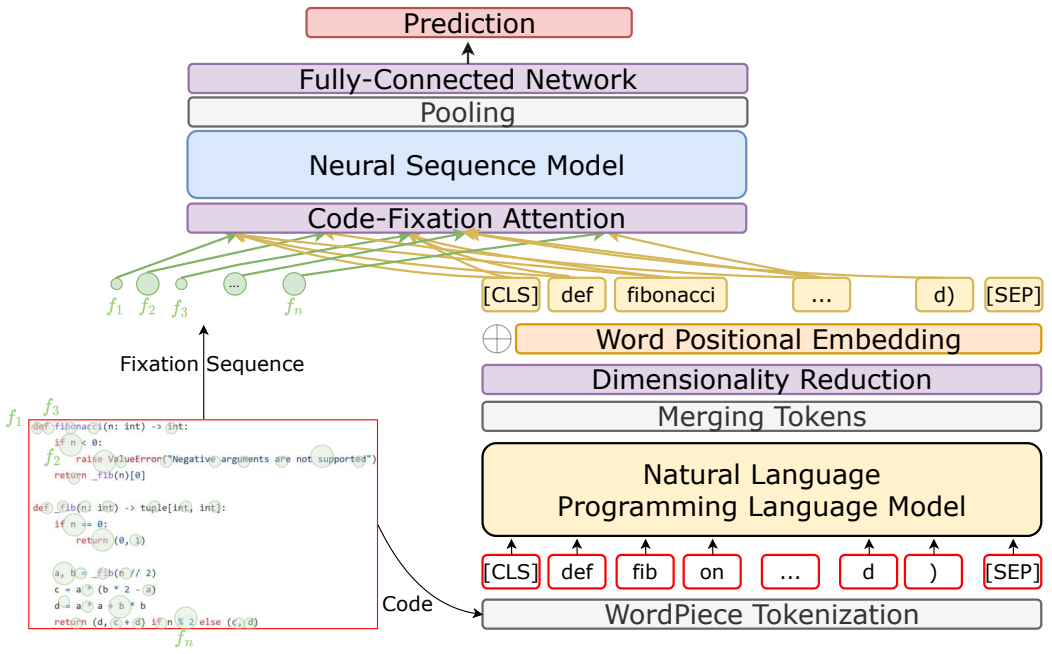 Prediction
Fully-Connected Network
Pooling
Neural Sequence Model
Code-Fixation Attention
...
f1 f2 f3 fn
[CLS] def fibonacci ... d) [SEP]
Word Positional Embedding
Dimensionality Reduction
Merging Tokens
Natural Language
Programming Language Model
[CLS] def fib on ... d ) [SEP]
WordPiece Tokenization
Fixation Sequence
Code
f1 f3
def fibonacci(n: int) -> int:
if n < 0:
f2
raise ValueError("Negative arguments are not supported")
return _fib(n)[0]
def _fib(n: int) -> tuple[int, int]:
if n == 0:
return (0, 1)
a, b = _fib(n // 2)
c = a * (b * 2 - a)
d = a * a + b * b
return (d, c + d) if n % 2 else (c, d)
fn